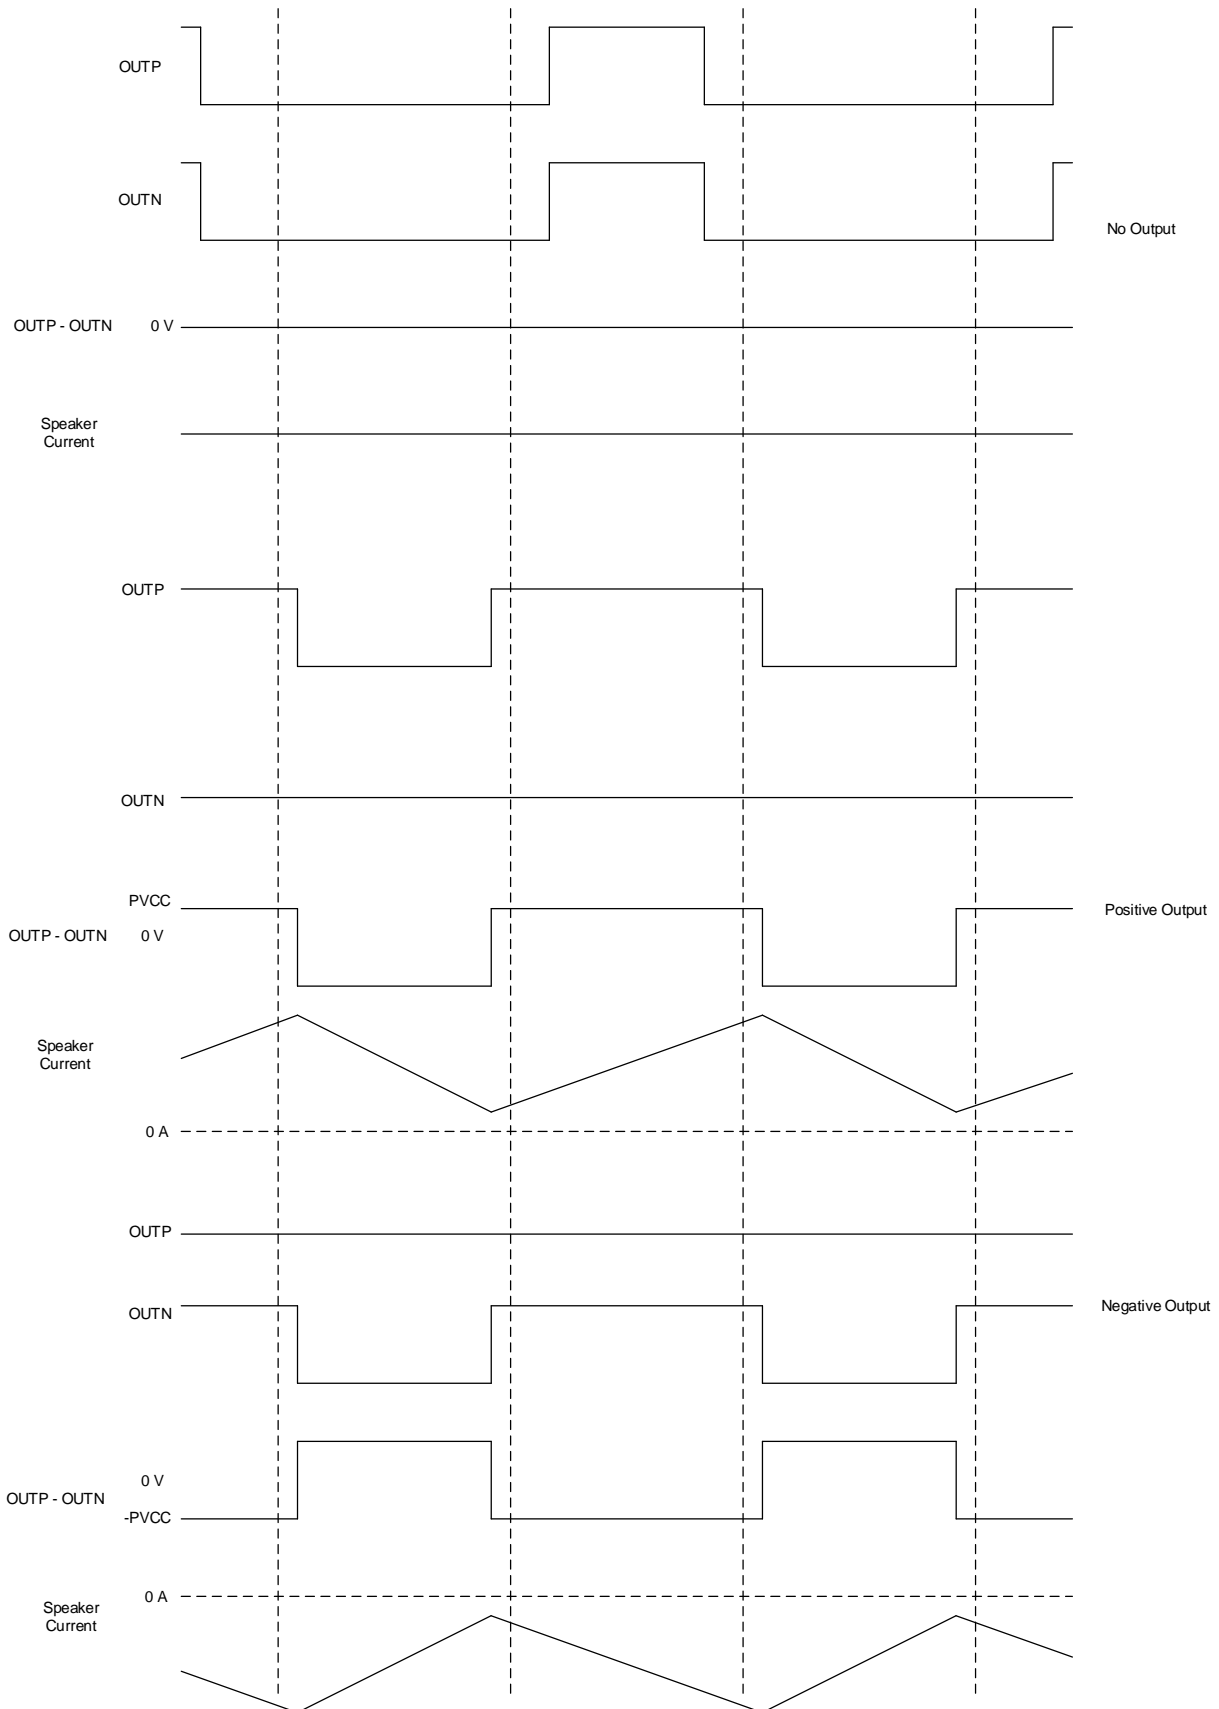 OUTP
OUTN
No Output
OUTP - OUTN 0 V
Speaker
Current
OUTP
OUTN
PVCC
Positive Output
OUTP - OUTN 0 V
Speaker
Current
0 A
OUTP
OUTN
Negative Output
0 V
OUTP - OUTN
-PVCC
0 A
Speaker
Current